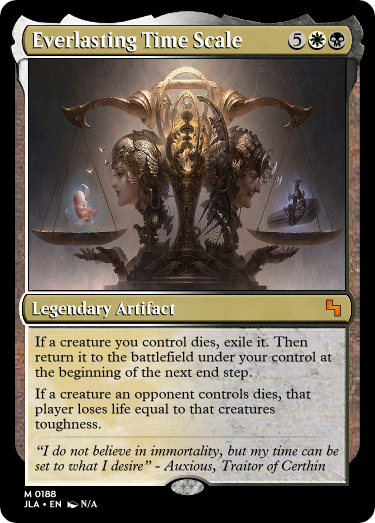 Everlasting Time Scale 5
Legendary Artifact
If a creature you control dies, exile it. Then
return it to the battlefield under your control at
the beginning of the next end step.
If a creature an opponent controls dies, that
player loses life equal to that creatures
toughness.
"I do not believe in immortality, but my time can be
set to what I desire" - Auxious, Traitor of Certhin
M 0188
JLA • EN N/A